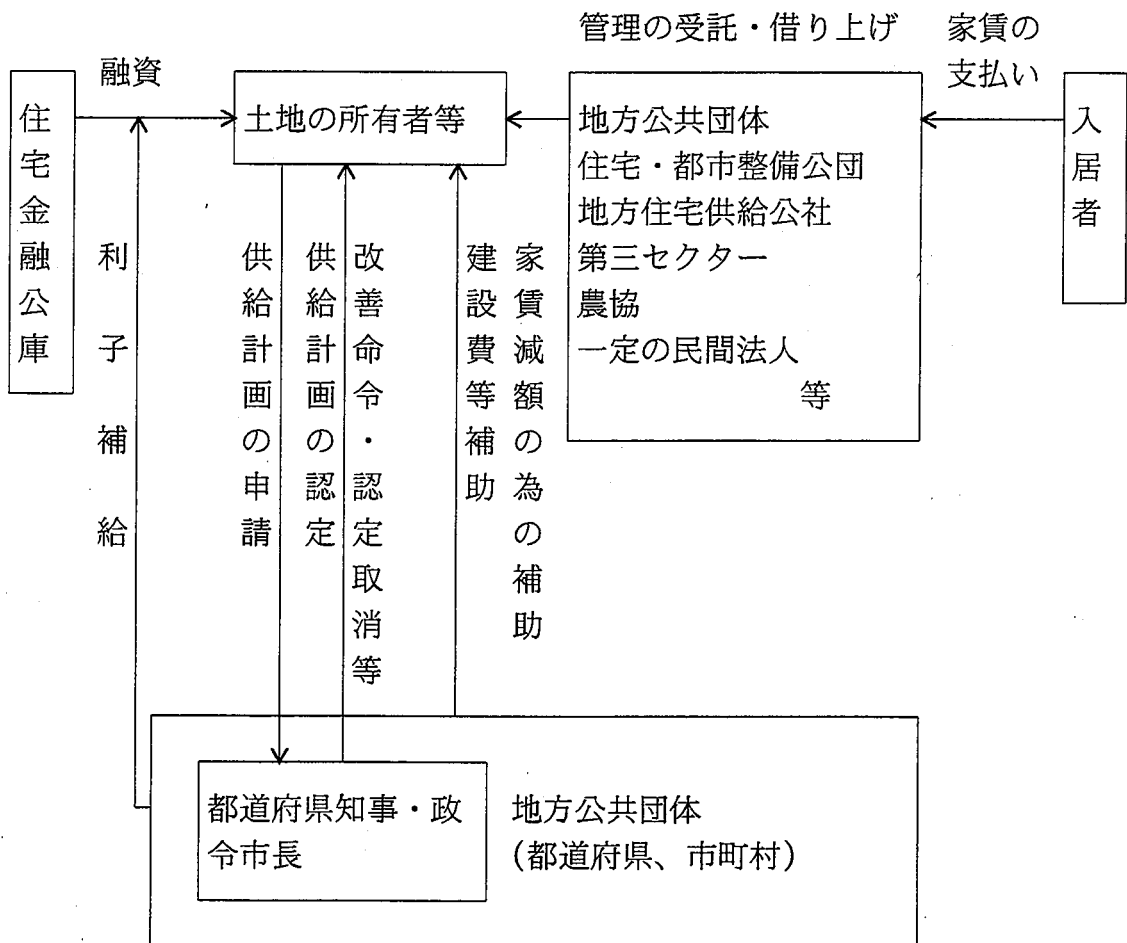 管理の受託・借り上げ
家賃の
支払い
融資
住宅金融公庫
土地の所有者等
地方公共団体
住宅・都市整備公団
地方住宅供給公社
第三セクター
農協
一定の民間法人
等
入居者
利子補給
供給計画の申請
供給計画の認定
改善命令・認定取消等
建設費等補助
家賃減額の為の補助
都道府県知事・政
令市長
地方公共団体
(都道府県、市町村)